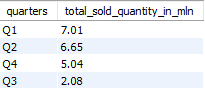 quarters total_sold_quantity_in_mln
Q1 7.01
Q2 6.65
Q4 5.04
Q3 2.08